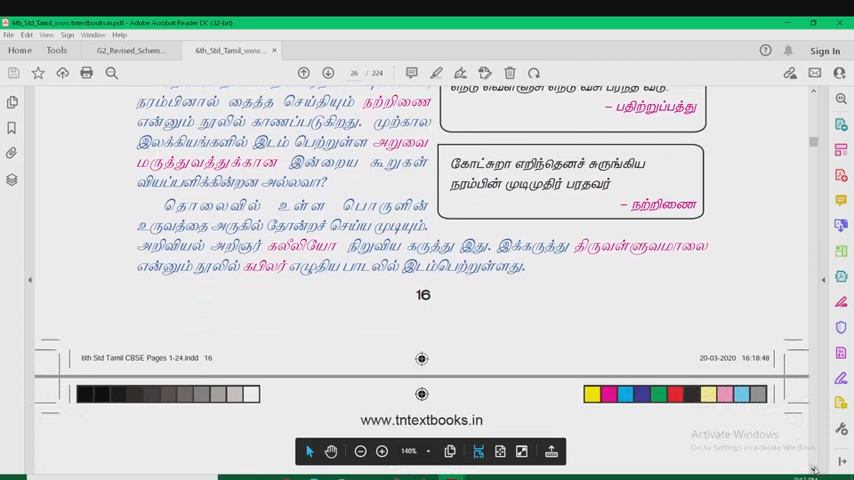 6th_Std_Tamil_www.tntextbooks.in.pdf - Adobe Acrobat Reader DC (32-bit)
File Edit View Sign Window Help
Home Tools G2_Revised_Schem... 6th_Std_Tamil_www.... × Sign In
26 / 224
நரம்பினால் தைத்த செய்தியும் நற்றிணை
என்னும் நூலில் காணப்படுகிறது. முற்கால
இலக்கியங்களில் இடம் பெற்றுள்ள அறுவை
மருத்துவத்துக்கான இன்றைய கூறுகள்
வியப்பளிக்கின்றன அல்லவா?
தொலைவில் உள்ள பொருளின்
உருவத்தை அருகில் தோன்றச் செய்ய முடியும்.
அறிவியல் அறிஞர் கலீலியோ நிறுவிய கருத்து இது. இக்கருத்து திருவள்ளுவமாலை
என்னும் நூலில் கபிலர் எழுதிய பாடலில் இடம்பெற்றுள்ளது.
– பதிற்றுப்பத்து
கோட்சுறா எறிந்தெனச் சுருங்கிய
நரம்பின் முடிமுதிர் பரதவர்
– நற்றிணை
16
6th Std Tamil CBSE Pages 1-24.indd 16 20-03-2020 16:18:48
www.tntextbooks.in
140%
Activate Windows
Go to Settings to activate Windows.